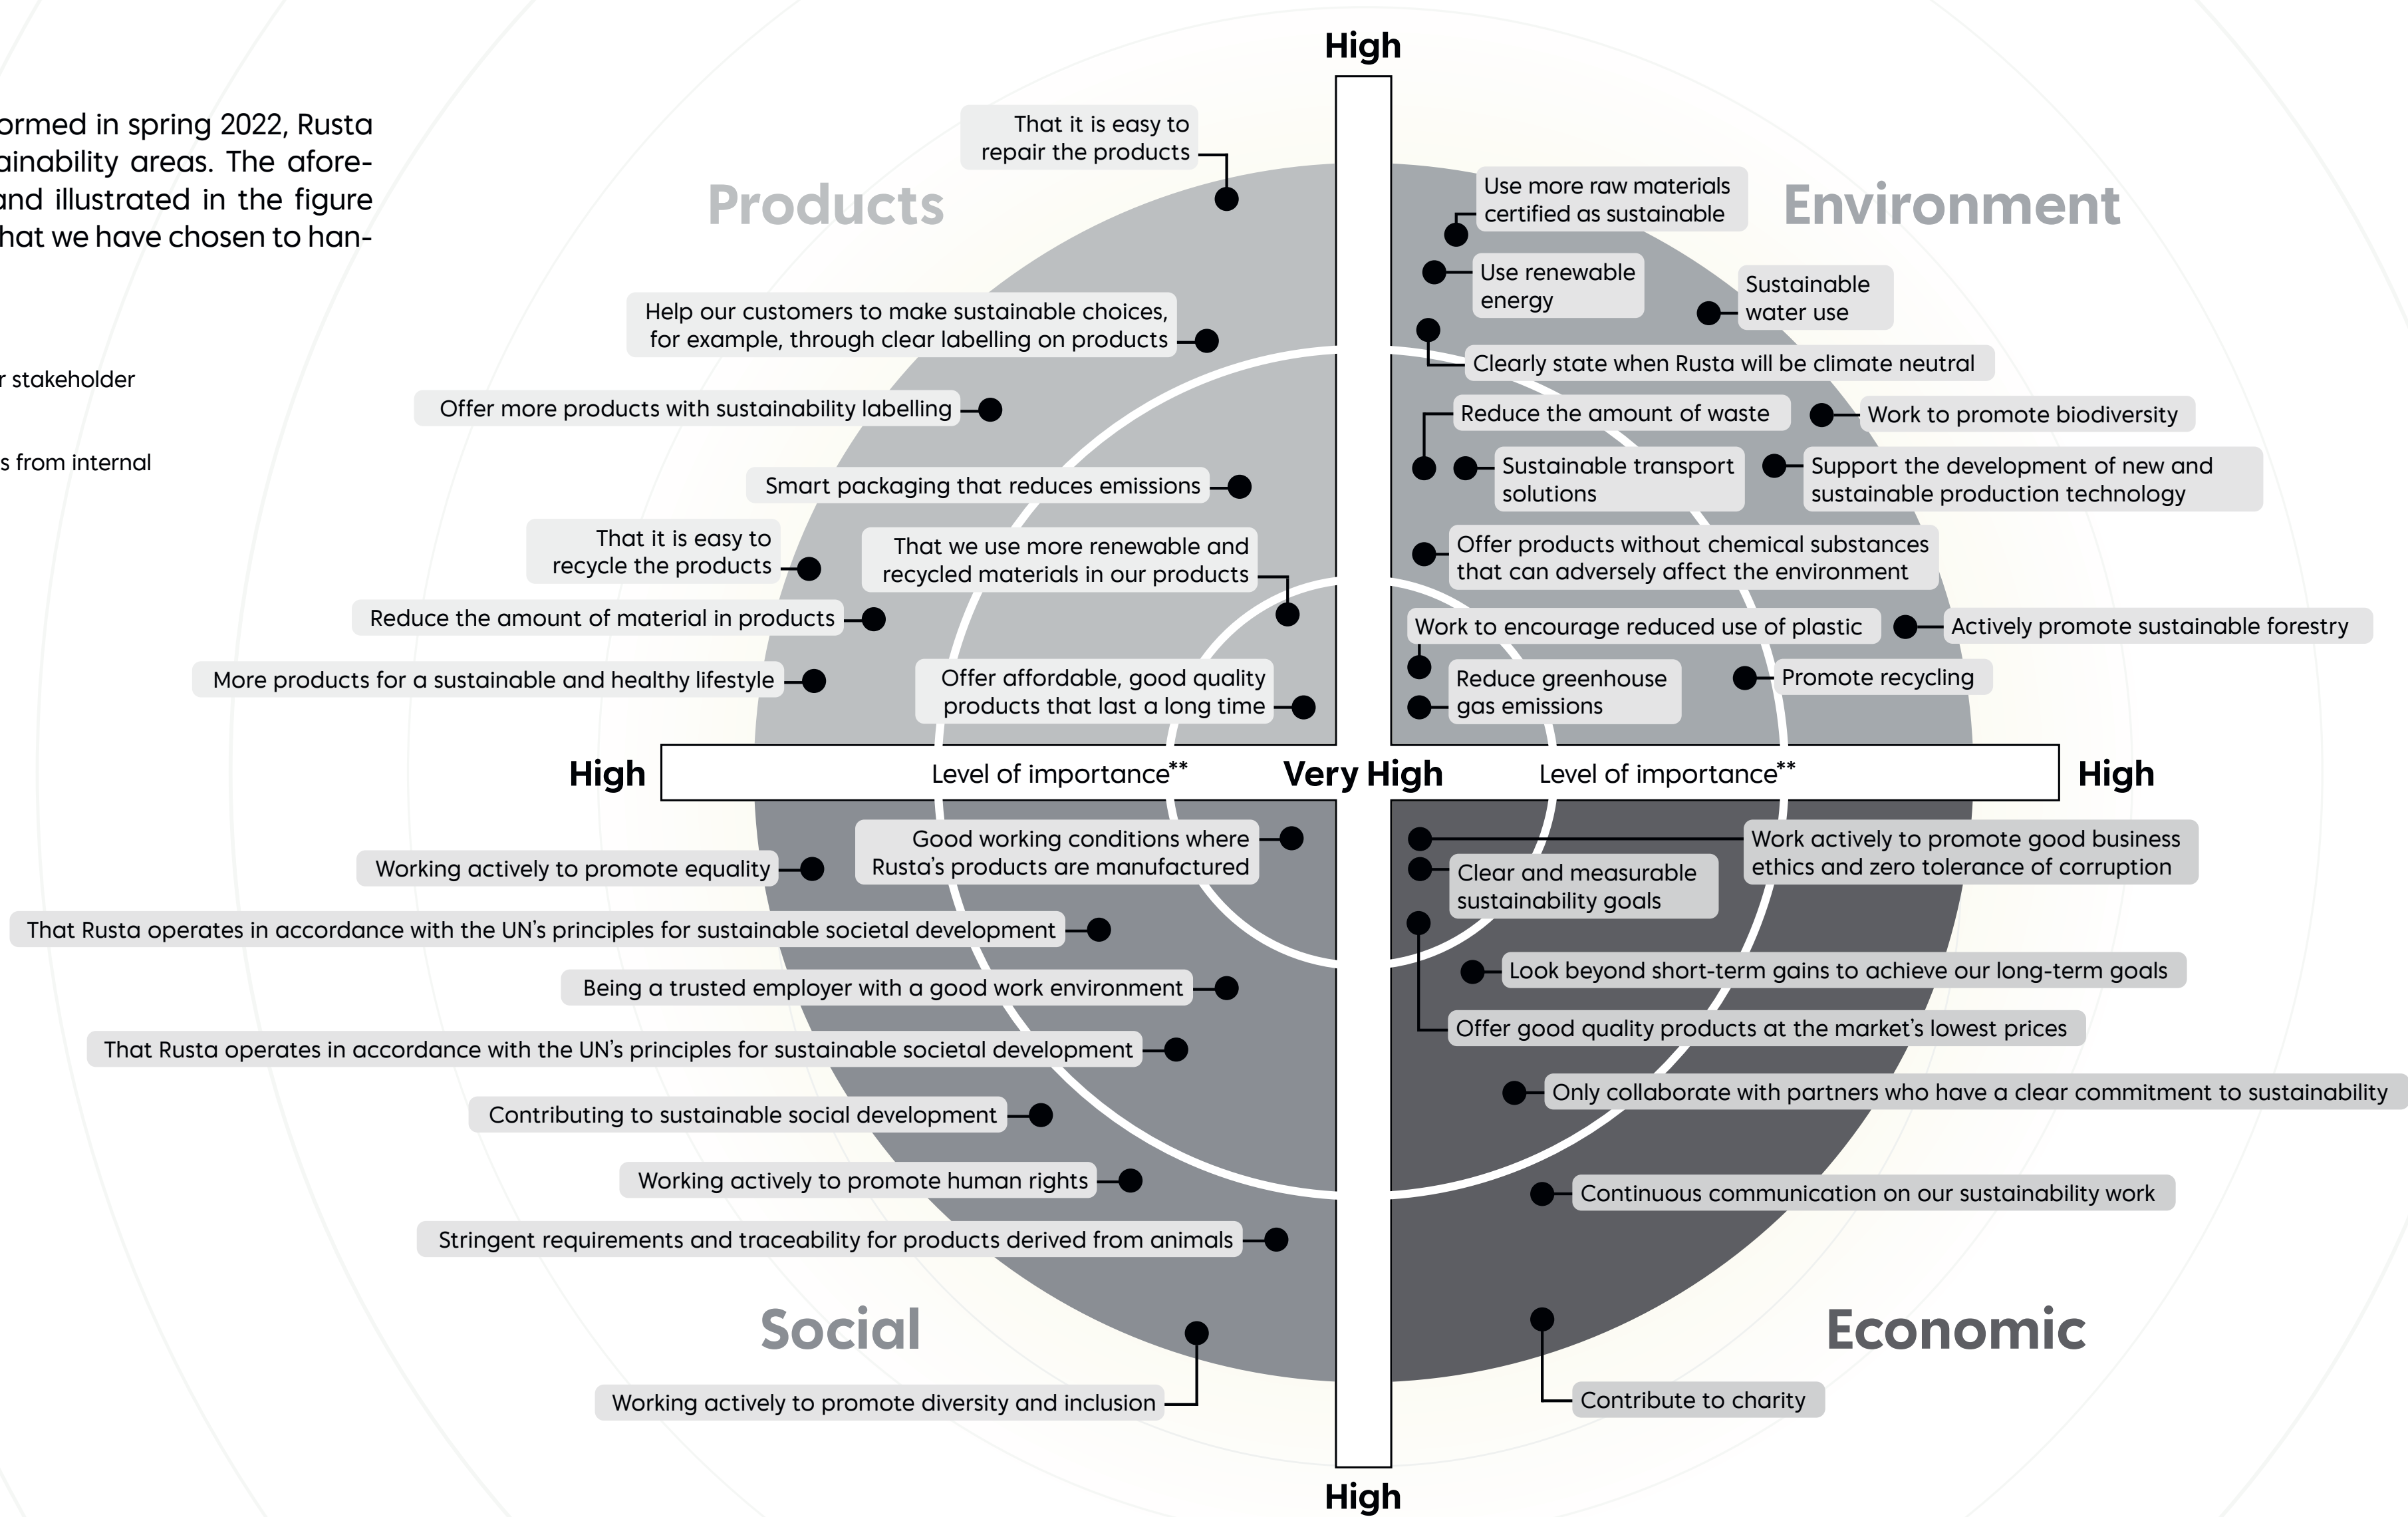 ormed in spring 2022, Rusta
ainability areas. The afore-
and illustrated in the figure
hat we have chosen to han-
r stakeholder
s from internal
High
Products
That it is easy to
repair the products
Help our customers to make sustainable choices,
for example, through clear labelling on products
Offer more products with sustainability labelling
Smart packaging that reduces emissions
That it is easy to
recycle the products
That we use more renewable and
recycled materials in our products
Reduce the amount of material in products
More products for a sustainable and healthy lifestyle
Offer affordable, good quality
products that last a long time
Environment
Use more raw materials
certified as sustainable
Use renewable
energy
Sustainable
water use
Clearly state when Rusta will be climate neutral
Reduce the amount of waste
Work to promote biodiversity
Sustainable transport
solutions
Support the development of new and
sustainable production technology
Offer products without chemical substances
that can adversely affect the environment
Work to encourage reduced use of plastic
Actively promote sustainable forestry
Reduce greenhouse
gas emissions
Promote recycling
High
Level of importance**
Very High
Level of importance**
High
Good working conditions where
Rusta's products are manufactured
Working actively to promote equality
That Rusta operates in accordance with the UN's principles for sustainable societal development
Being a trusted employer with a good work environment
That Rusta operates in accordance with the UN's principles for sustainable societal development
Contributing to sustainable social development
Working actively to promote human rights
Stringent requirements and traceability for products derived from animals
Social
Working actively to promote diversity and inclusion
Work actively to promote good business
ethics and zero tolerance of corruption
Clear and measurable
sustainability goals
Look beyond short-term gains to achieve our long-term goals
Offer good quality products at the market's lowest prices
Only collaborate with partners who have a clear commitment to sustainability
Continuous communication on our sustainability work
Economic
Contribute to charity
High